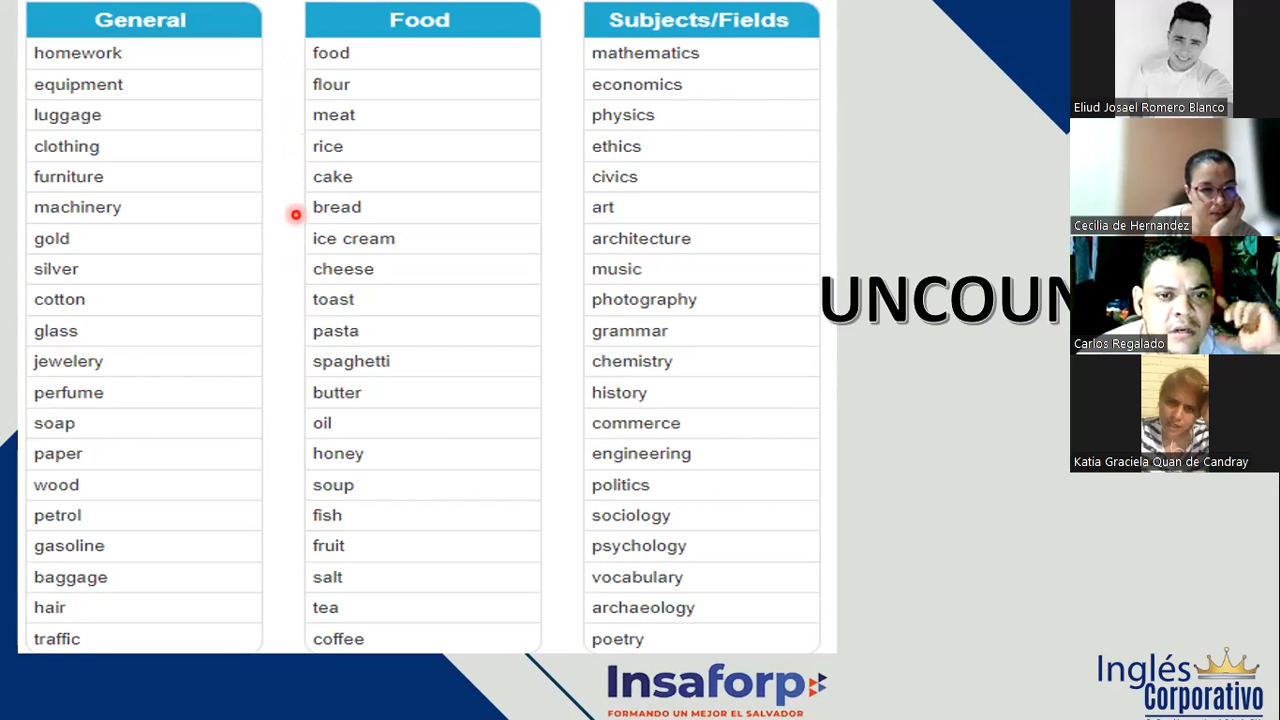 General
homework
equipment
luggage
clothing
furniture
machinery
gold
silver
cotton
glass
jewelery
perfume
soap
paper
wood
petrol
gasoline
baggage
hair
traffic
Food
food
flour
meat
rice
cake
bread
ice cream
cheese
toast
pasta
spaghetti
butter
oil
honey
soup
fish
fruit
salt
tea
coffee
Subjects/Fields
mathematics
economics
physics
ethics
civics
art
architecture
music
photography
grammar
chemistry
history
commerce
engineering
politics
sociology
psychology
vocabulary
archaeology
poetry
UNCOUN
Eliud Josael Romero Blanco
Cecilia de Hernandez
Carlos Regalado
Katia Graciela Quan de Candray
Insaforp
FORMANDO UN MEJOR EL SALVADOR
Inglés
Corporativo